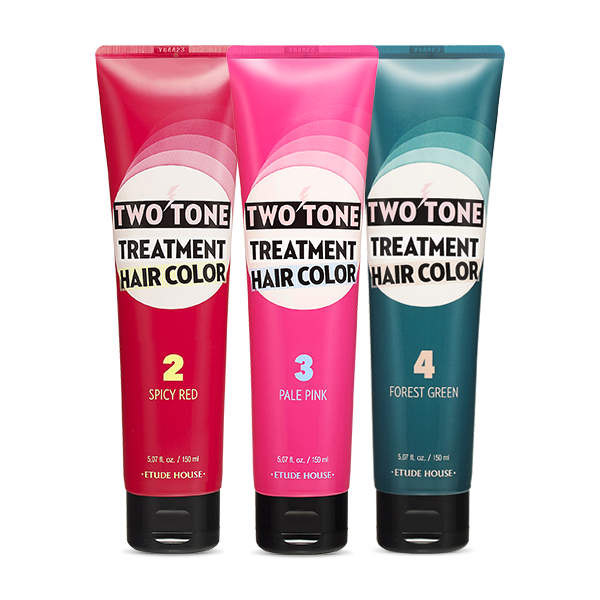 TWO TONE
TREATMENT
HAIR COLOR
2
SPICY RED
5.07 fl. oz. / 150 ml
·ETUDE HOUSE·
TWO TONE
TREATMENT
HAIR COLOR
3
PALE PINK
5.07 fl. oz. / 150 ml
·ETUDE HOUSE·
TWO TONE
TREATMENT
HAIR COLOR
4
FOREST GREEN
5.07 fl. oz. / 150 ml
·ETUDE HOUSE·